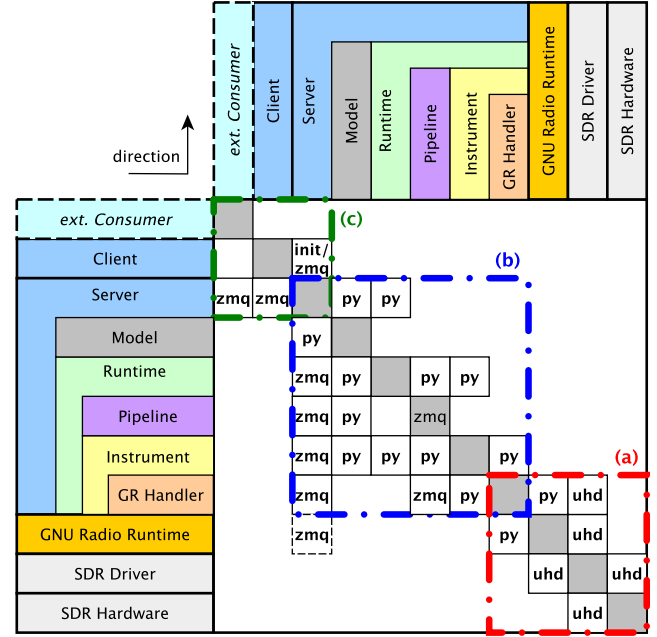 ext. Consumer
Client
Server
Model
Runtime
Pipeline
Instrument
GR Handler
GNU Radio Runtime
SDR Driver
SDR Hardware
direction
ext. Consumer
(c)
Client
init/
zmq
(b)
Server
zmq zmq py py
Model
py
Runtime
zmq py py py
Pipeline
zmq py zmq
Instrument
zmq py py py py
(a)
GR Handler
zmq zmq py py uhd
GNU Radio Runtime
zmq py uhd
SDR Driver
uhd uhd
SDR Hardware
uhd